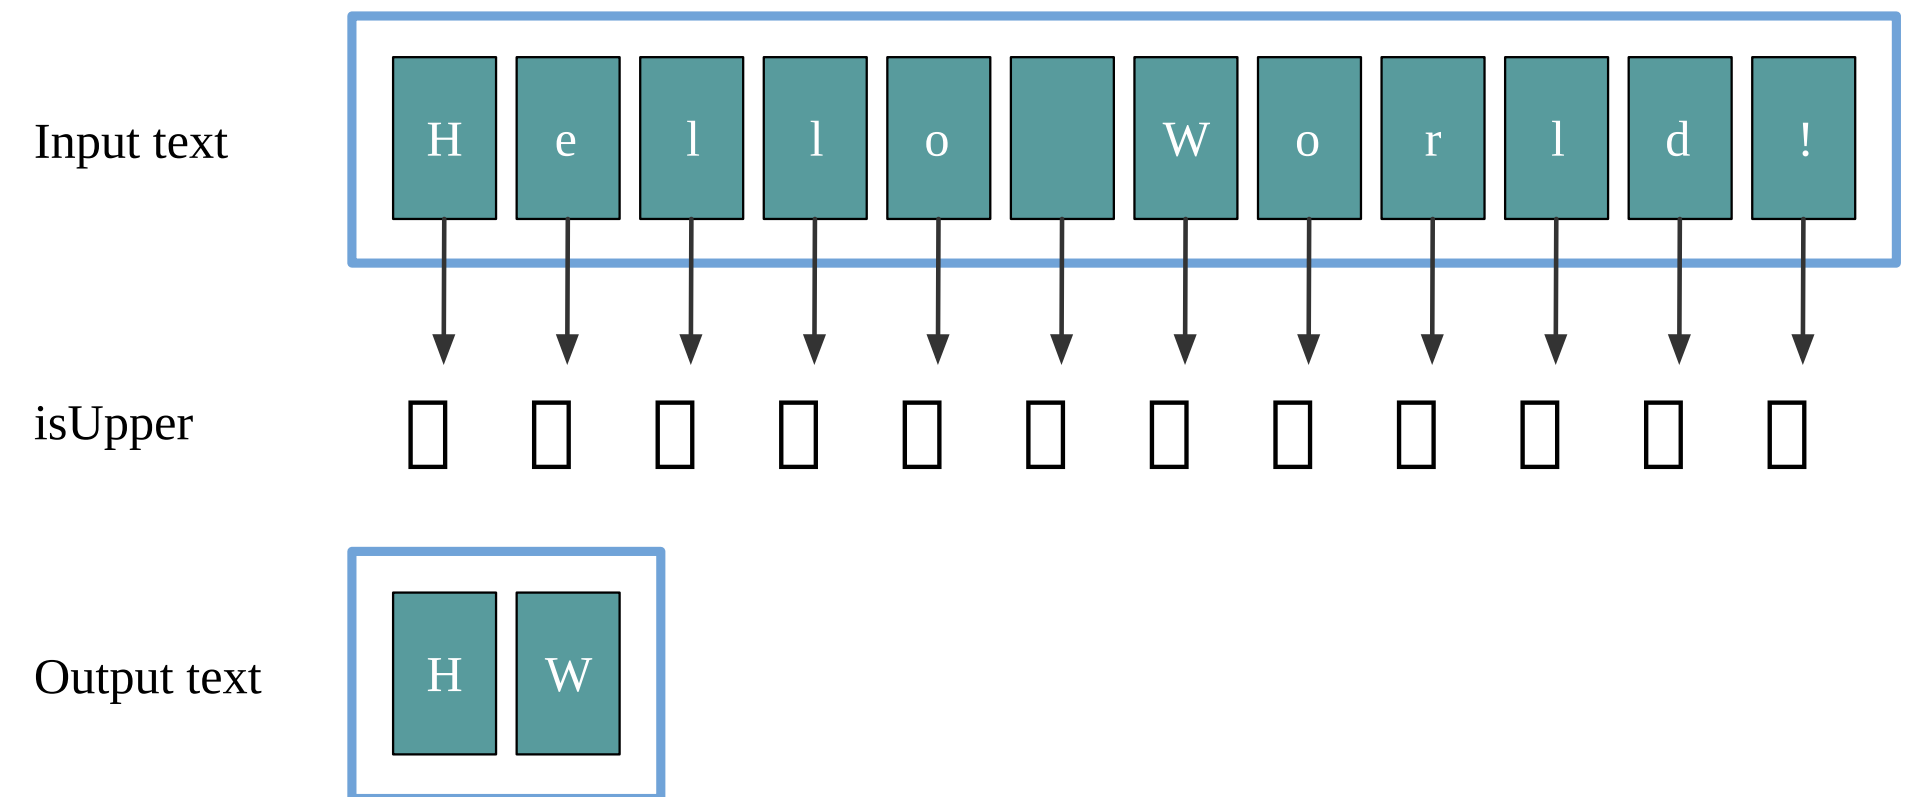 Input text H e l l o W o r l d !
isUpper
Output text H W